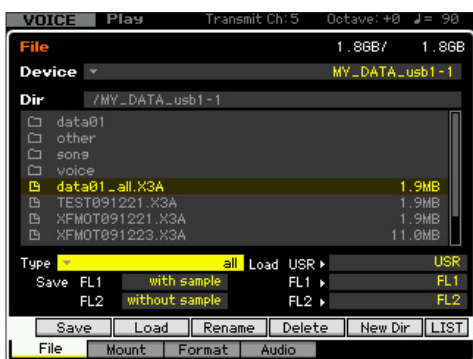 VOICE Play Transmit Ch:5 Octave:+0 ♩= 90
File 1.8GB/ 1.8GB
Device MY_DATA_usb1-1
Dir /MY_DATA_usb1-1
data01
other
song
voice
data01_all.X3A 1.9MB
TEST091221.X3A 1.9MB
XFMOT091221.X3A 1.9MB
XFMOT091223.X3A 11.0MB
Type all Load USR USR
Save FL1 with sample FL1 FL1
FL2 without sample FL2 FL2
Save Load Rename Delete New Dir LIST
File Mount Format Audio